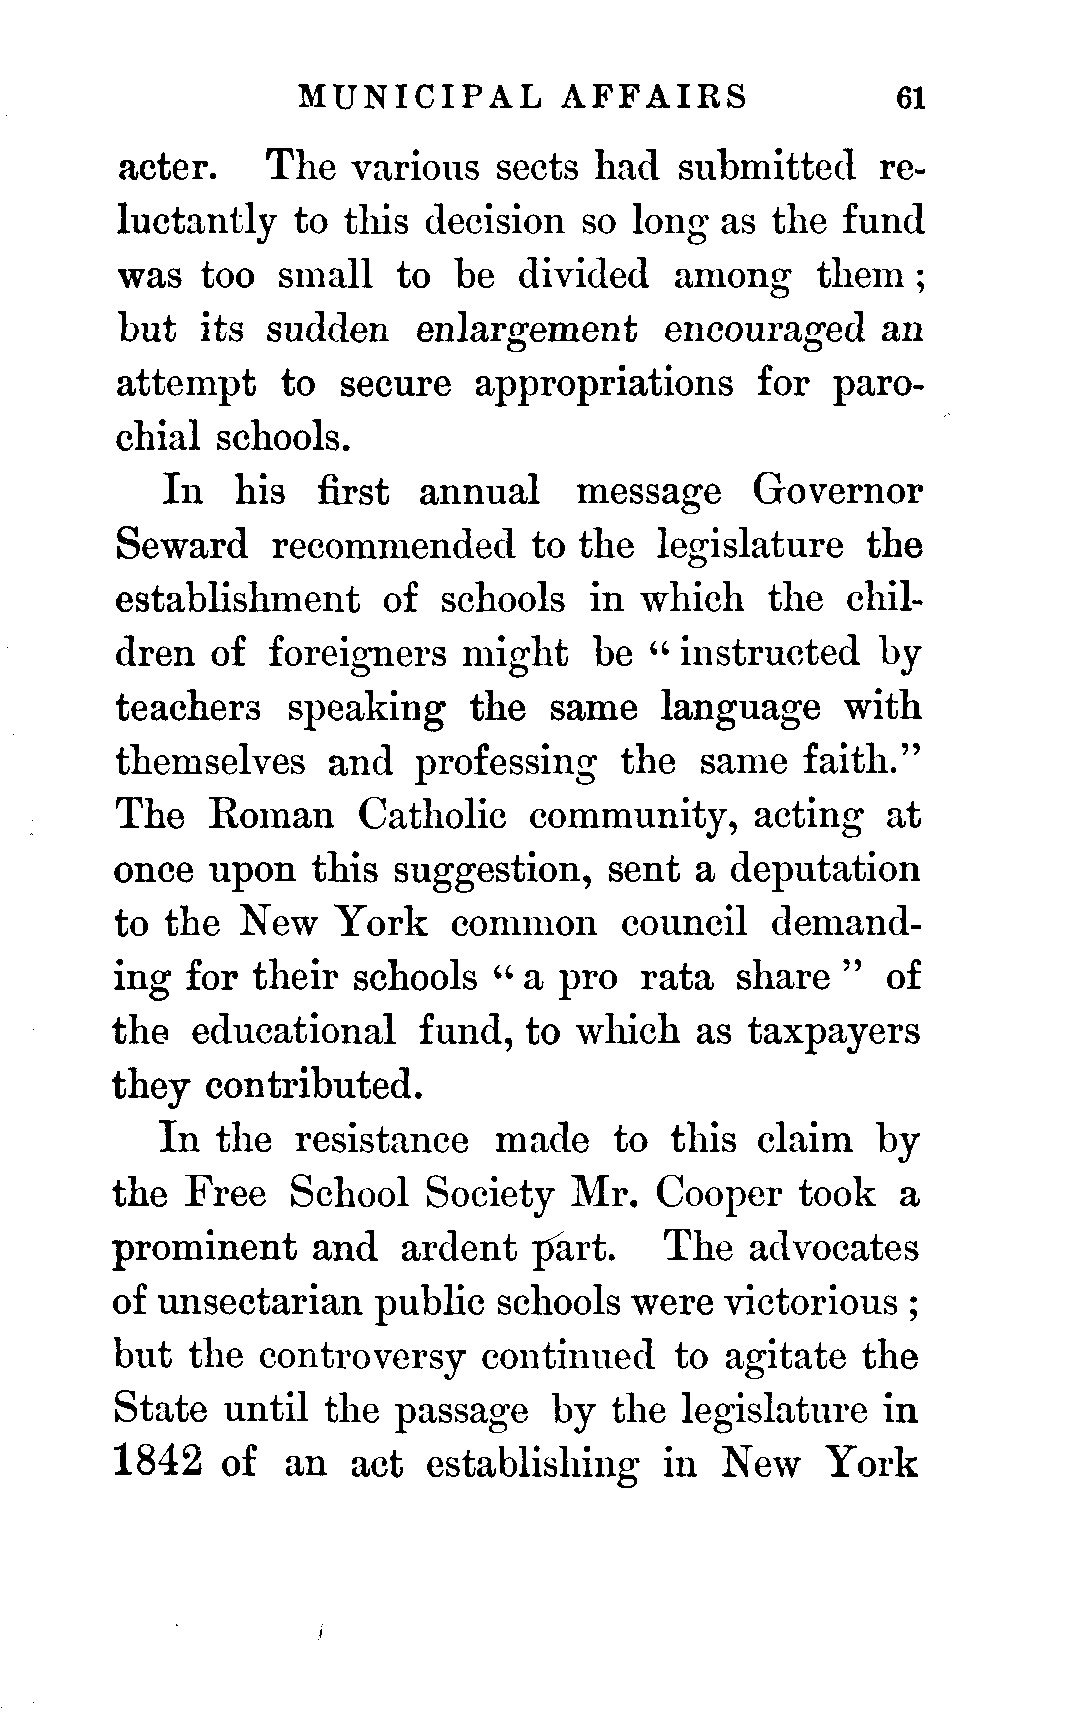 MUNICIPAL AFFAIRS 61
acter. The various sects had submitted re-
luctantly to this decision so long as the fund
was too small to be divided among them ;
but its sudden enlargement encouraged an
attempt to secure appropriations for paro-
chial schools.
In his first annual message Governor
Seward recommended to the legislature the
establishment of schools in which the chil-
dren of foreigners might be “ instructed by
teachers speaking the same language with
themselves and professing the same faith.”
The Roman Catholic community, acting at
once upon this suggestion, sent a deputation
to the New York common council demand-
ing for their schools “ a pro rata share ” of
the educational fund, to which as taxpayers
they contributed.
In the resistance made to this claim by
the Free School Society Mr. Cooper took a
prominent and ardent part. The advocates
of unsectarian public schools were victorious ;
but the controversy continued to agitate the
State until the passage by the legislature in
1842 of an act establishing in New York